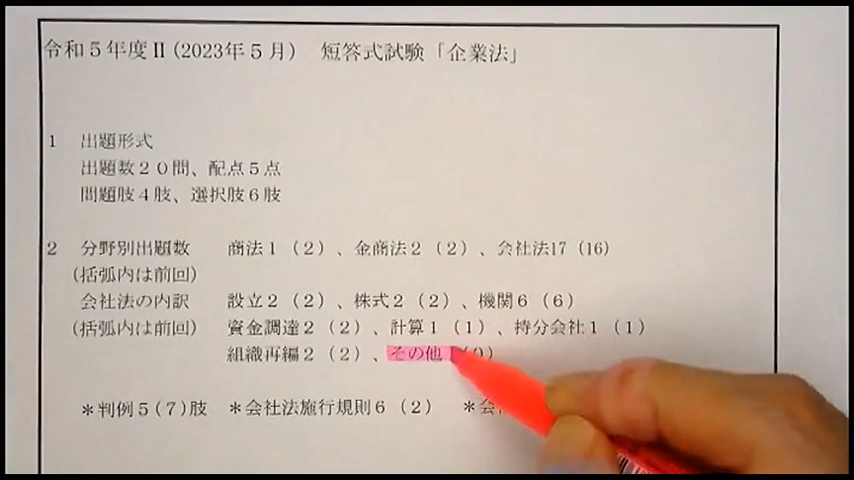 令和５年度Ⅱ(2023年５月)　短答式試験「企業法」
１　出題形式
出題数２０問、配点５点
問題肢４肢、選択肢６肢
２　分野別出題数　商法１（２）、金商法２（２）、会社法17（16）
(括弧内は前回)
会社法の内訳　設立２（２）、株式２（２）、機関６（６）
(括弧内は前回)　資金調達２（２）、計算１（１）、持分会社１（１）
組織再編２（２）、その他１（０）
＊判例５(７)肢　＊会社法施行規則６（２）　＊会